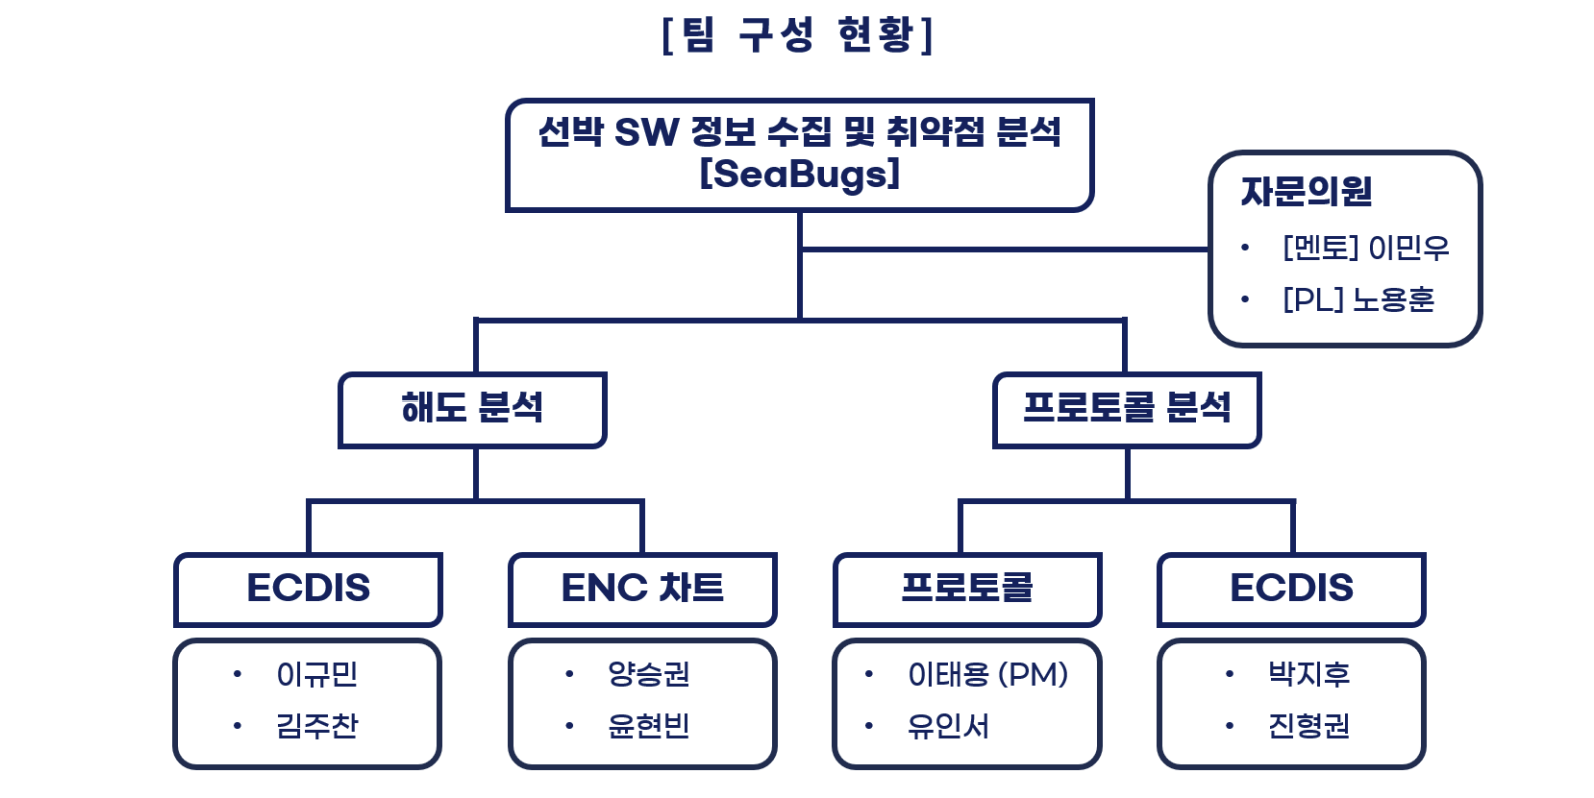 [팀 구성 현황]
선박 SW 정보 수집 및 취약점 분석
[SeaBugs]
자문의원
• [멘토] 이민우
• [PL] 노용훈
해도 분석
프로토콜 분석
ECDIS
ENC 차트
프로토콜
ECDIS
• 이규민
• 김주찬
• 양승권
• 윤현빈
• 이태용 (PM)
• 유인서
• 박지후
• 진형권